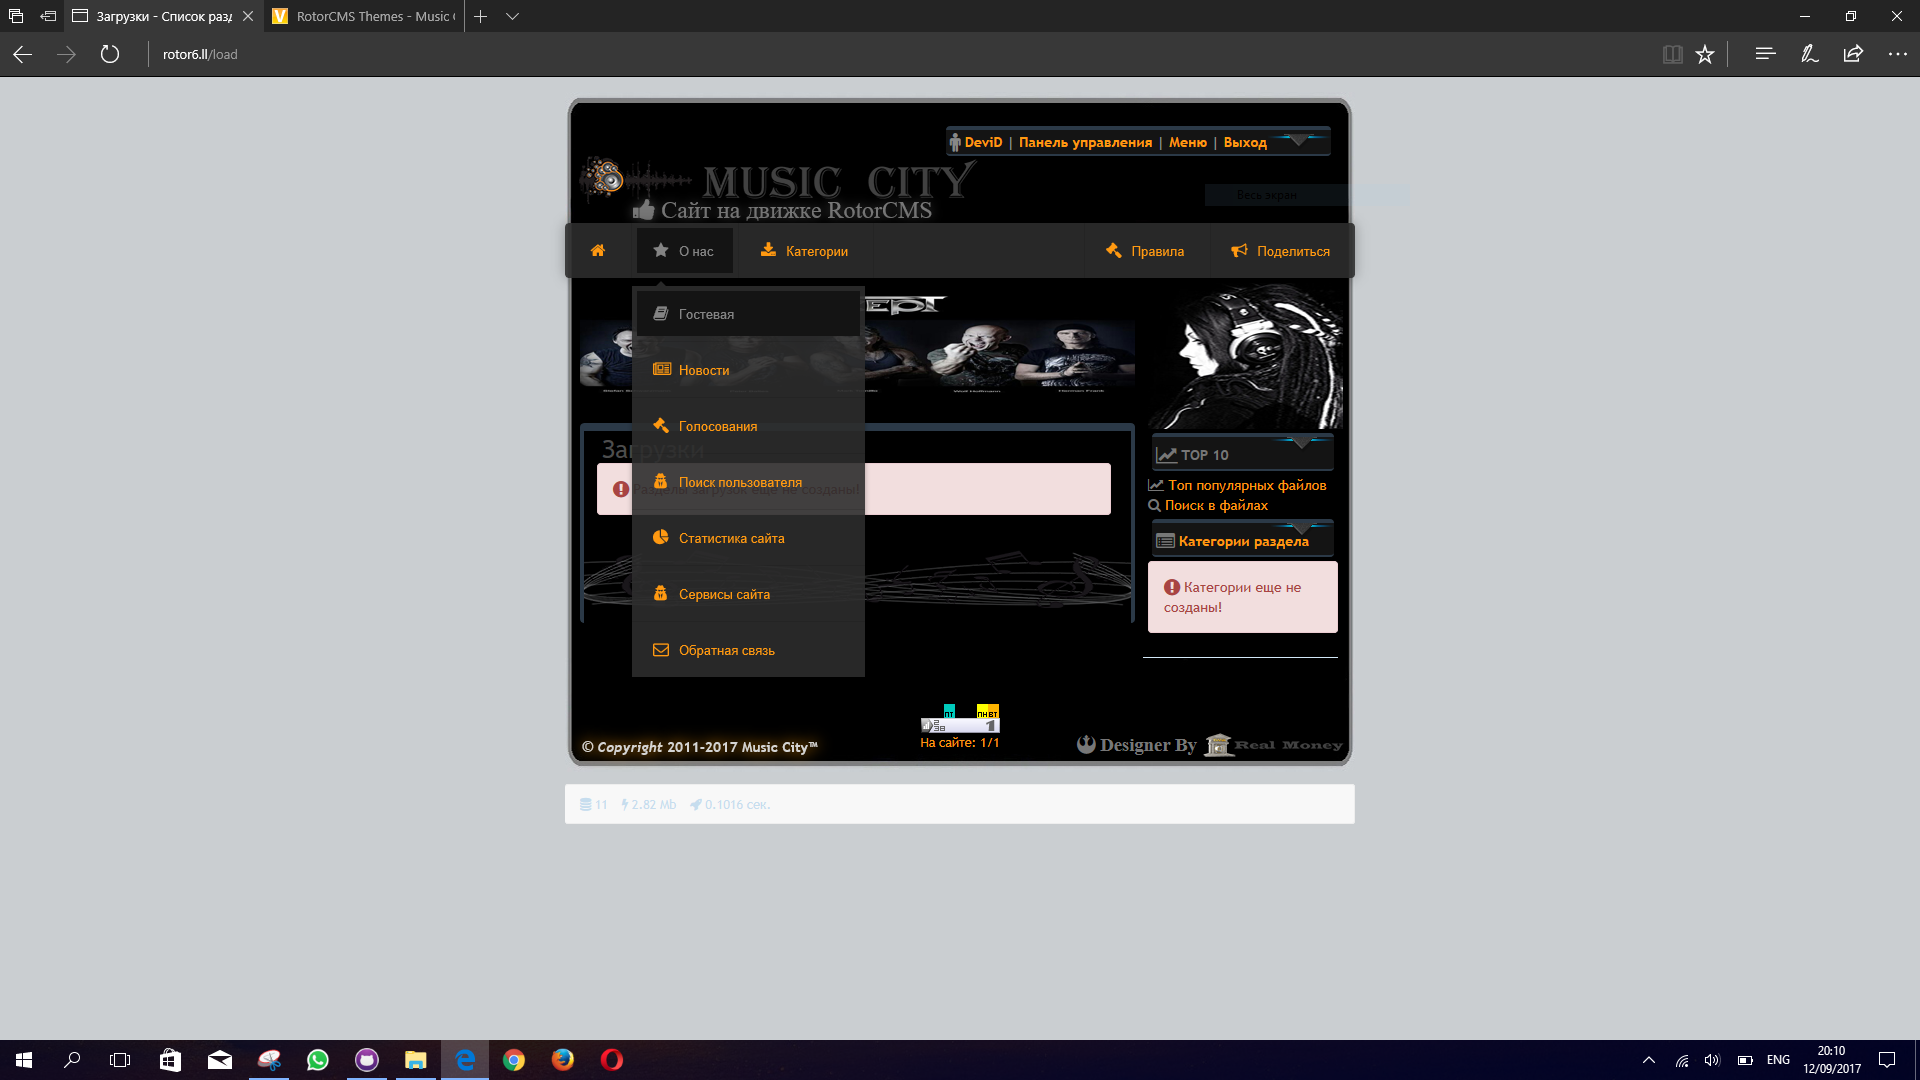 Загрузки - Список разд
RotorCMS Themes - Music
rotor6.ll/load
DeviD | Панель управления | Меню | Выход
MUSIC CITY
Весь экран
Сайт на движке RotorCMS
О нас
Категории
Правила
Поделиться
Гостевая
Новости
Голосования
Поиск пользователя
Статистика сайта
Сервисы сайта
Обратная связь
Загрузки
Разделы загрузок еще не созданы!
TOP 10
Топ популярных файлов
Поиск в файлах
Категории раздела
Категории еще не
созданы!
ПТ ПН ВТ
1
На сайте: 1/1
© Copyright 2011-2017 Music City™
Designer By Real Money
11 2.82 Mb 0.1016 сек.
ENG
20:10
12/09/2017